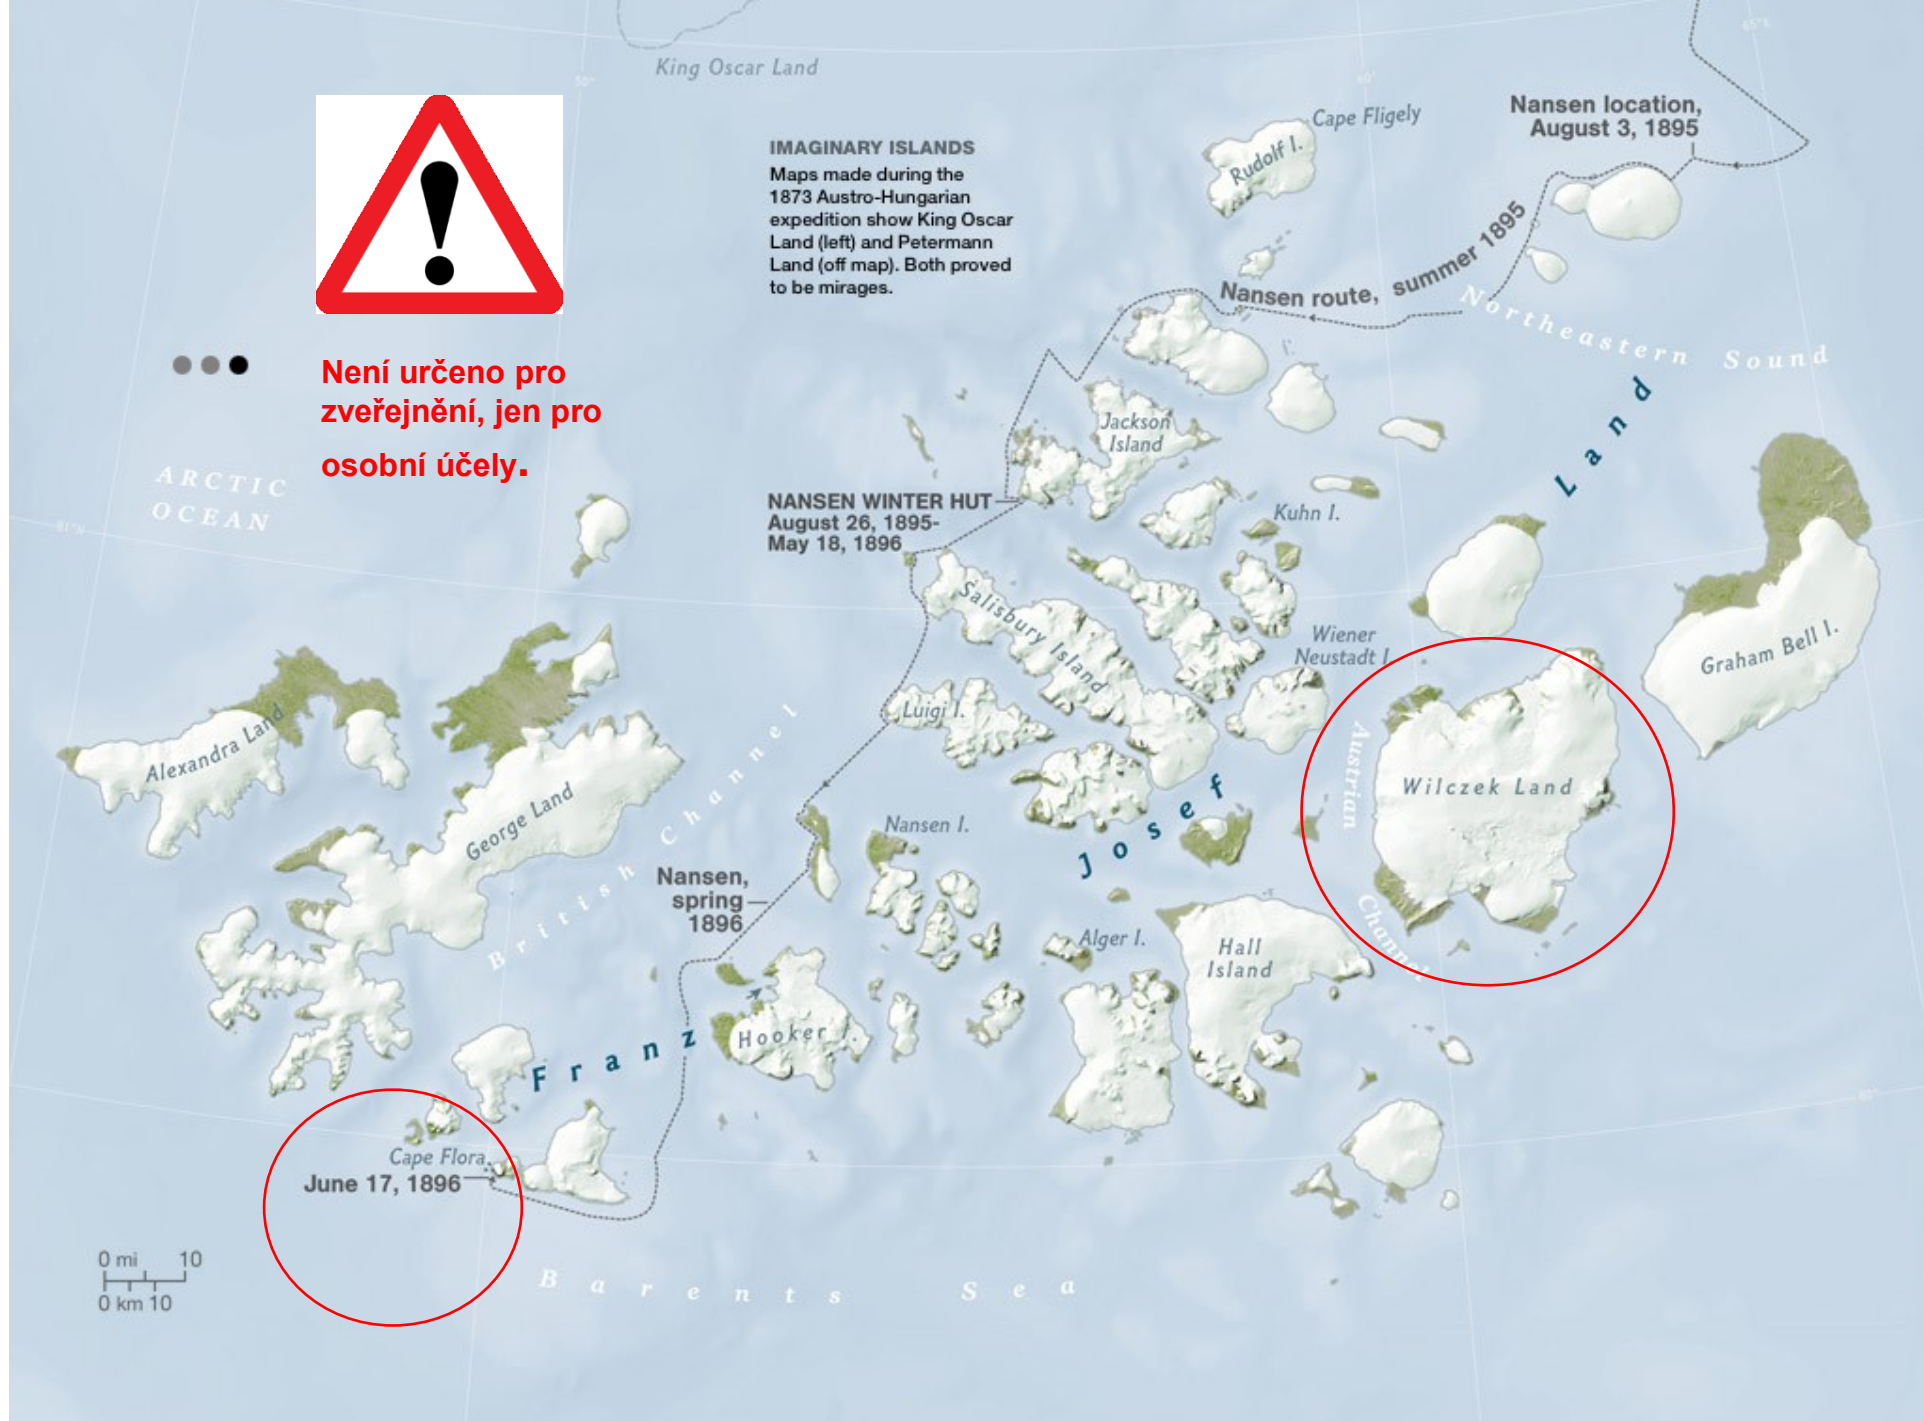 King Oscar Land
50°
60°
65°E
Cape Fligely
Rudolf I.
Nansen location,
August 3, 1895
IMAGINARY ISLANDS
Maps made during the
1873 Austro-Hungarian
expedition show King Oscar
Land (left) and Petermann
Land (off map). Both proved
to be mirages.
Nansen route, summer 1895
Northeastern Sound
Není určeno pro
zveřejnění, jen pro
osobní účely.
ARCTIC
OCEAN
81°N
Jackson
Island
NANSEN WINTER HUT
August 26, 1895-
May 18, 1896
Kuhn I.
Salisbury Island
Wiener
Neustadt I.
Graham Bell I.
Luigi I.
Alexandra Land
George Land
British Channel
Austrian Channel
Wilczek Land
Nansen I.
Nansen,
spring
1896
Alger I.
Hall
Island
Hooker I.
Franz Josef Land
80°
Cape Flora
June 17, 1896
0 mi 10
0 km 10
Barents Sea